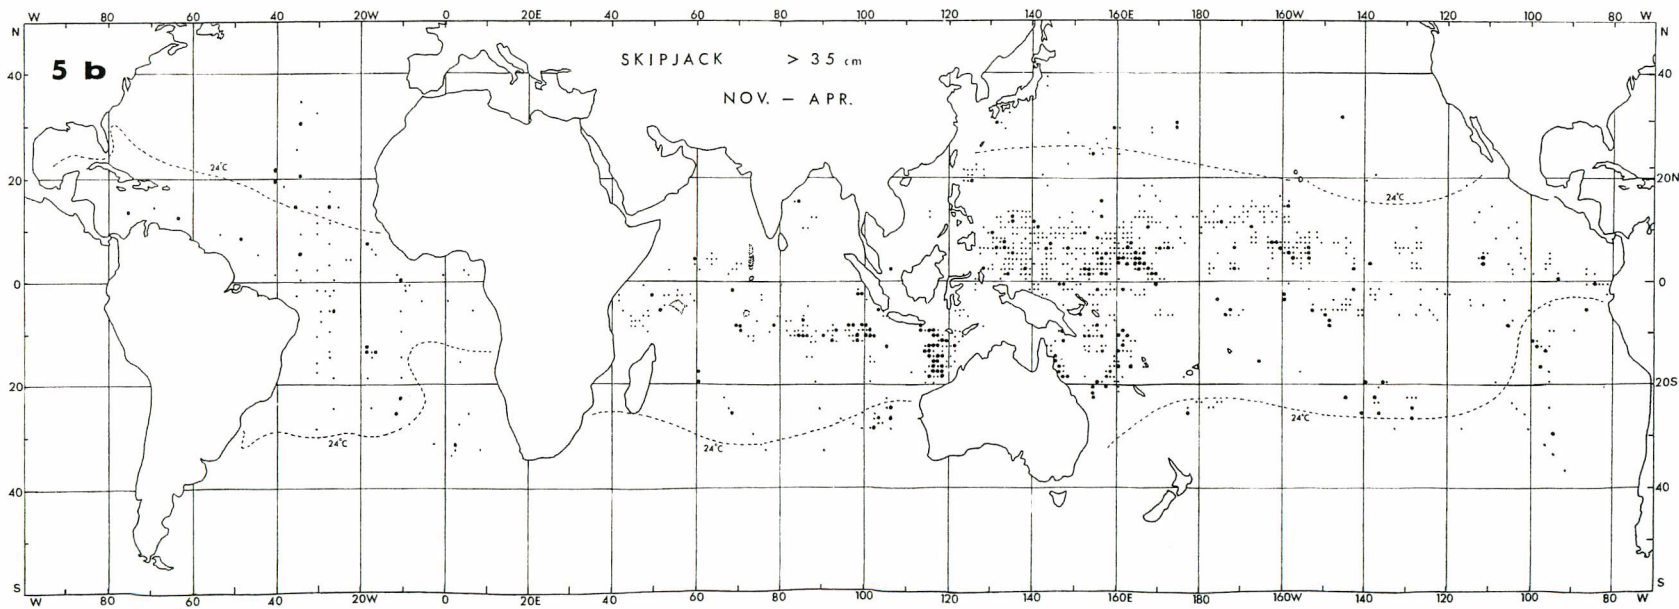 W 80 60 40 20W 0 20E 40 60 80 100 120 140 160E 160W 140 120 100 80 W
N N
5 b SKIPJACK > 35 cm
NOV. – APR.
40 40
24°C
20 20N
24°C
0 0
20 20S
24°C 24°C 24°C
40 40
S S
W 80 60 40 20W 0 20E 40 60 80 100 120 140 160E 160W 140 120 100 80 W